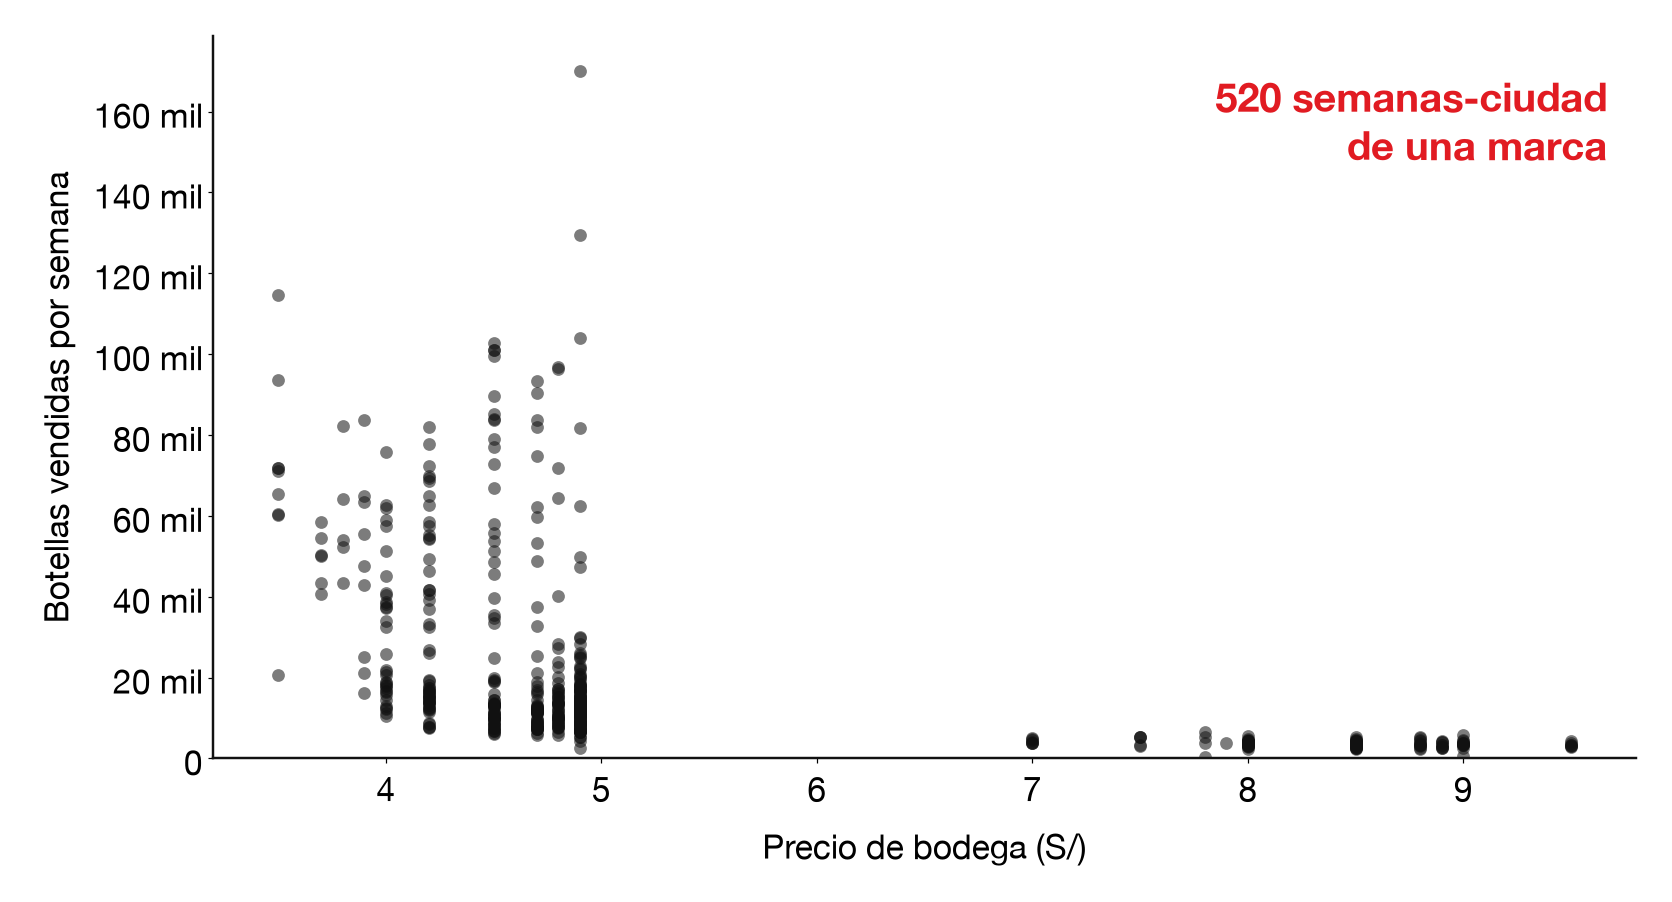 520 semanas-ciudad
de una marca
Botellas vendidas por semana
160 mil
140 mil
120 mil
100 mil
80 mil
60 mil
40 mil
20 mil
0
4 5 6 7 8 9
Precio de bodega (S/)